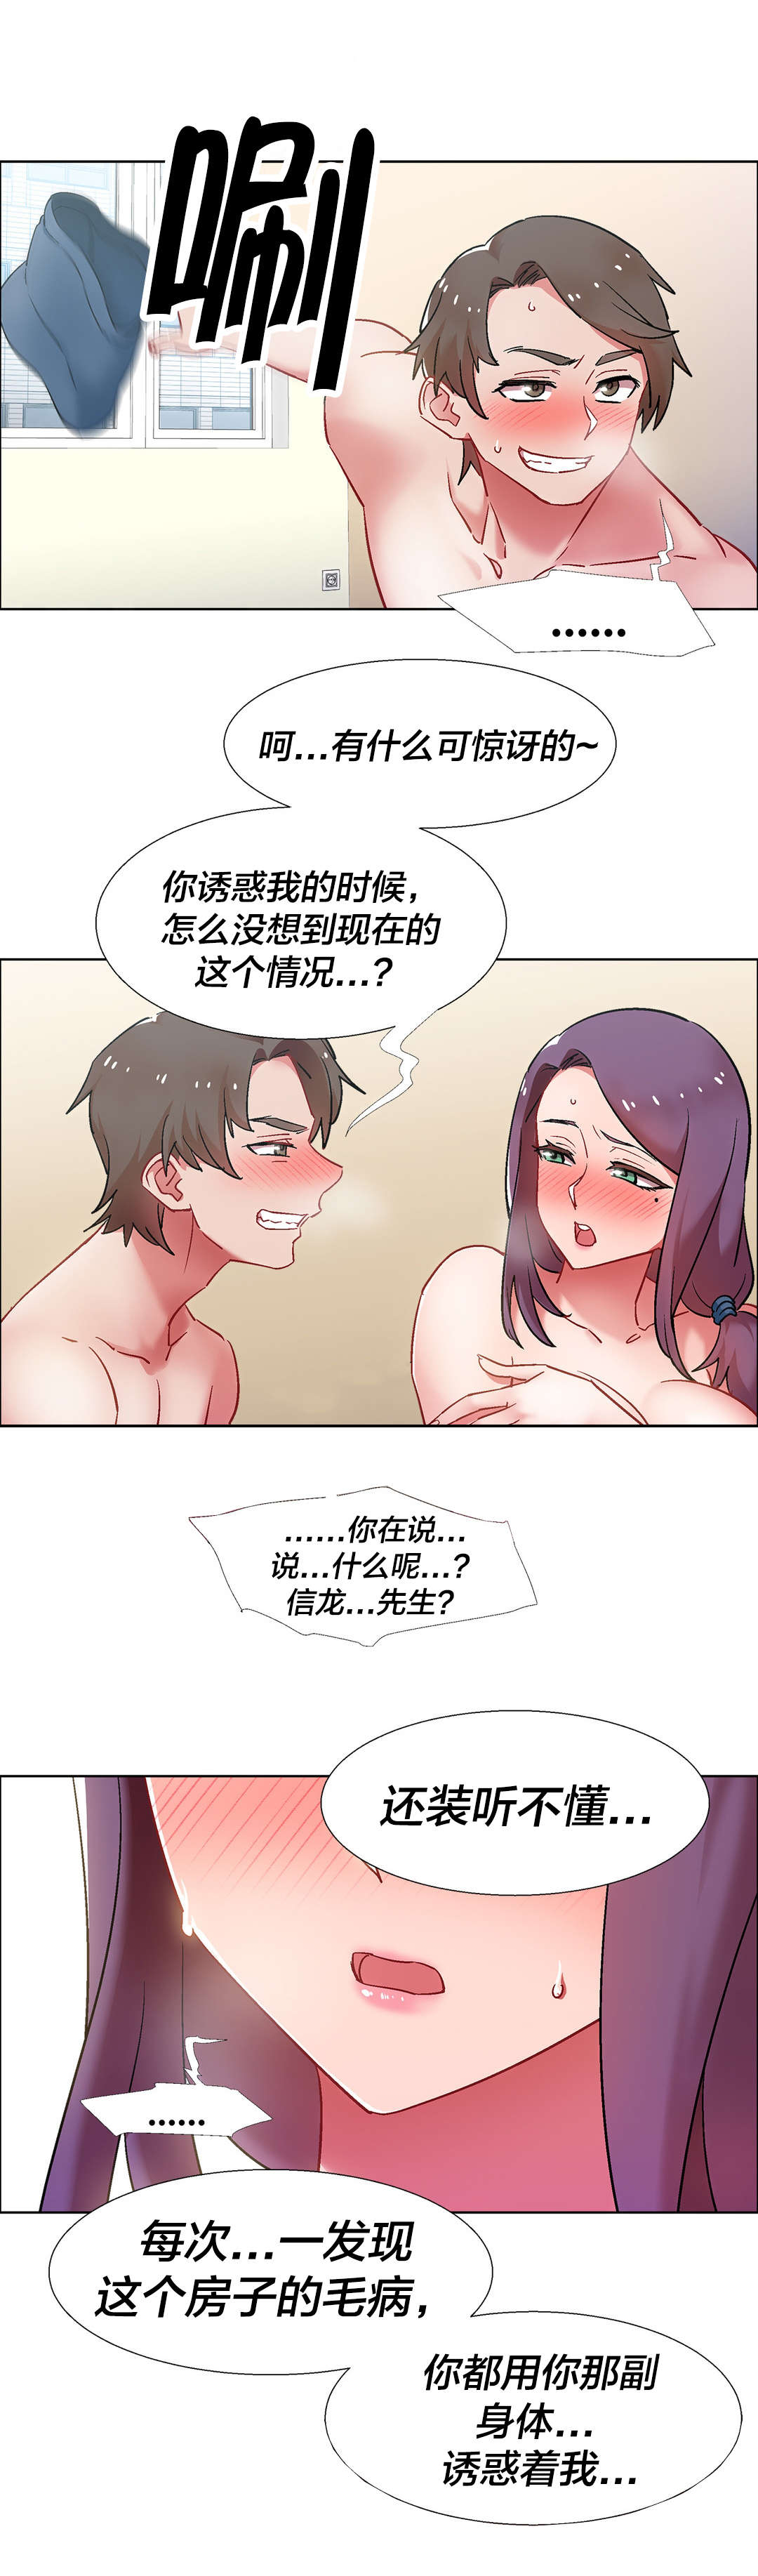 唰
......
呵...有什么可惊讶的~
你诱惑我的时候，
怎么没想到现在的
这个情况...?
......你在说...
说...什么呢...?
信龙...先生?
还装听不懂...
......
每次...一发现
这个房子的毛病，
你都用你那副
身体...
诱惑着我...